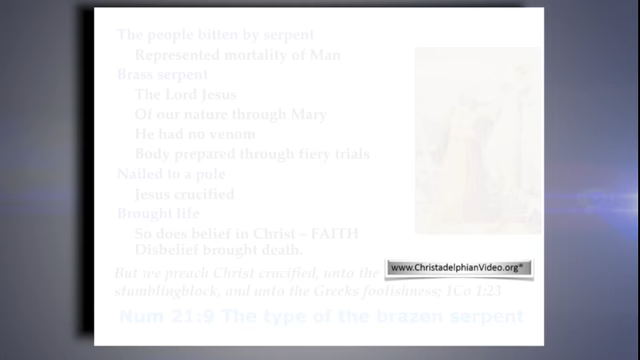 The people bitten by serpent
Represented mortality of Man
Brass serpent
The Lord Jesus
Of our nature through Mary
He had no venom
Body prepared through fiery trials
Nailed to a pole
Jesus crucified
Brought life
So does belief in Christ – FAITH
Disbelief brought death.
www.ChristadelphianVideo.org®
But we preach Christ crucified, unto the
stumblingblock, and unto the Greeks foolishness; 1Co 1:23
Num 21:9 The type of the brazen serpent